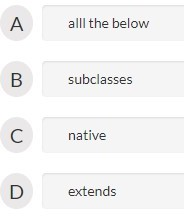 A alll the below
B subclasses
C native
D extends